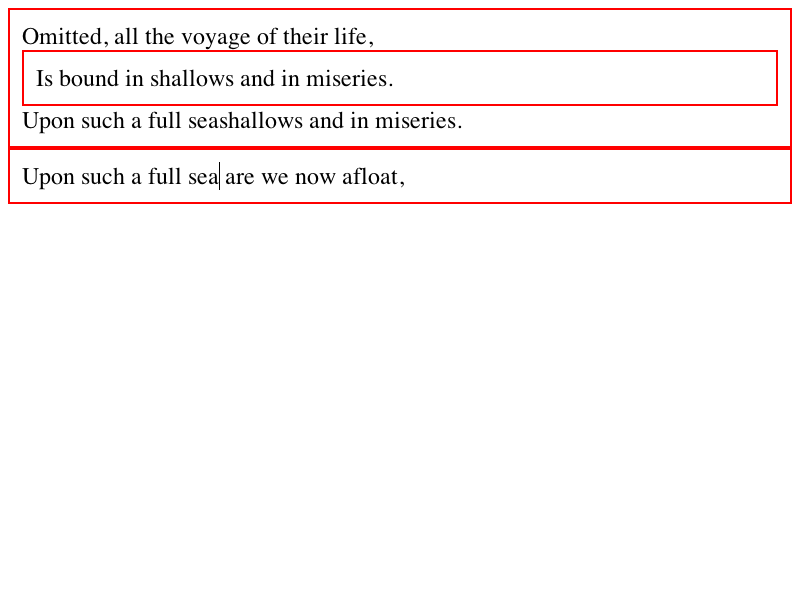 Omitted, all the voyage of their life,
Is bound in shallows and in miseries.
Upon such a full seashallows and in miseries.
Upon such a full sea are we now afloat,